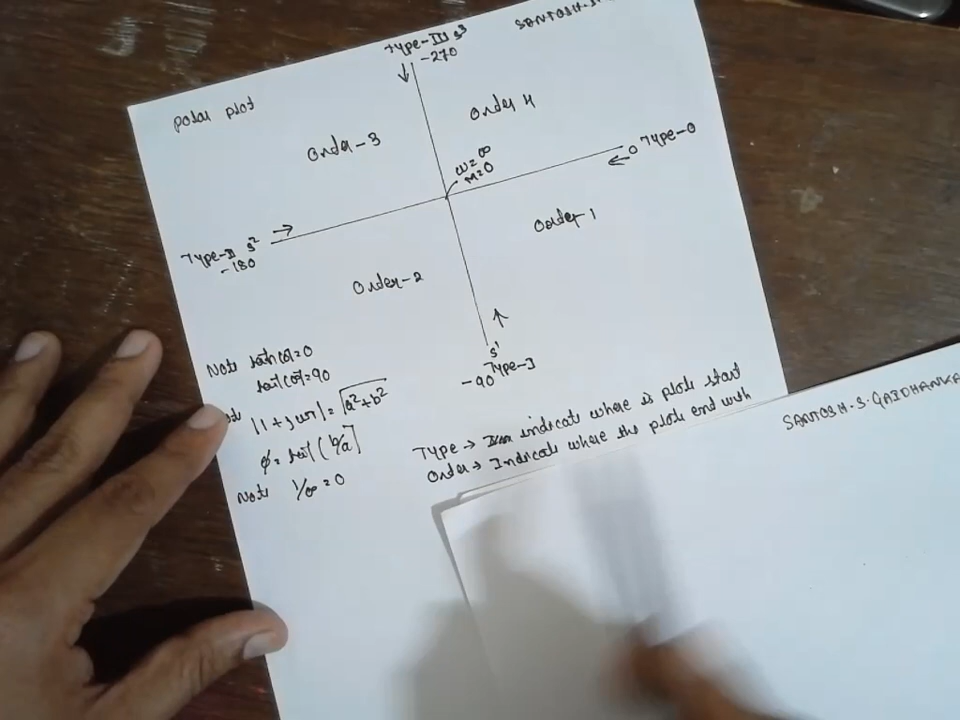 Type-III s³
-270
SANTOSH-S
Polar plot
Order 4
Order-3
0 Type-0
ω=∞
M=0
Order 1
Type-II s²
-180
Order-2
s¹
Type-I
-90
Note tan⁻¹(0)=0
tan⁻¹(∞)=90
|1+jωT|=√a²+b²
φ=tan⁻¹[b/a]
Note 1/∞=0
Type → indicate where is plot start
Order → Indicate where the plot end with
SANTOSH.S.GAIDHANKA